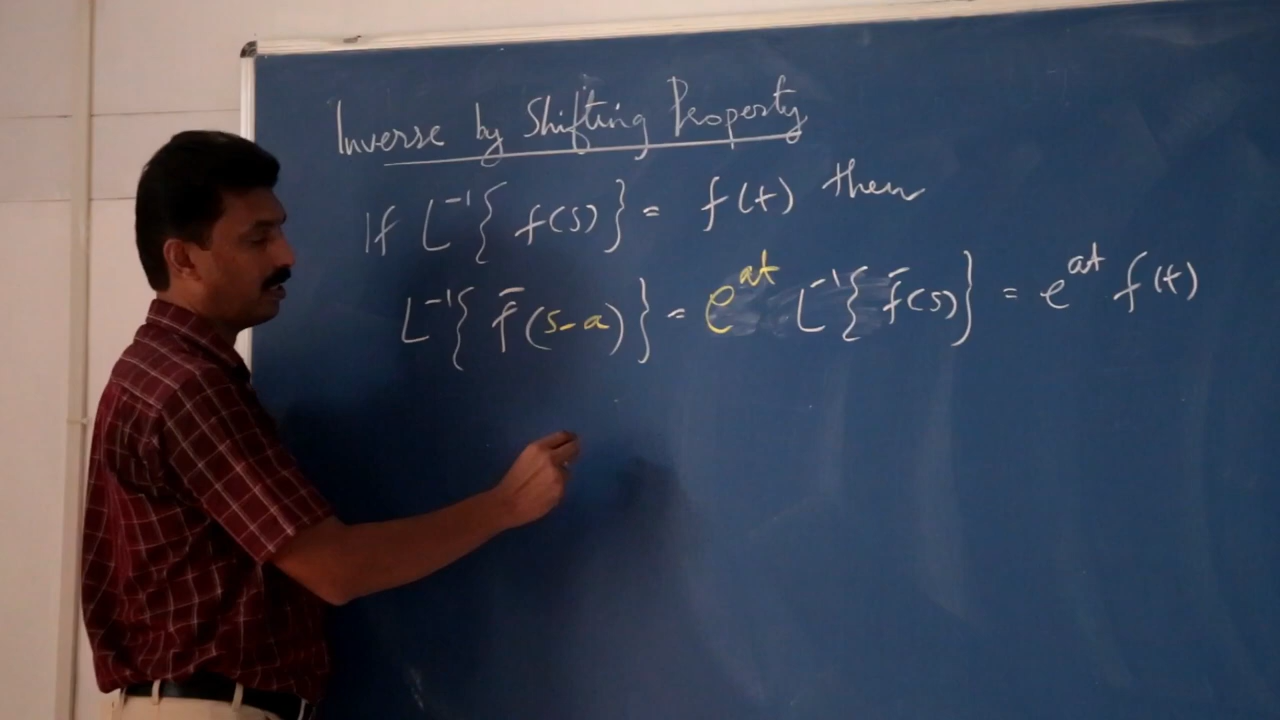 Inverse by Shifting Property
If L⁻¹{ f(s) } = f(t) then
L⁻¹{ f̄(s-a) } = e^{at} L⁻¹{ f̄(s) } = e^{at} f(t)